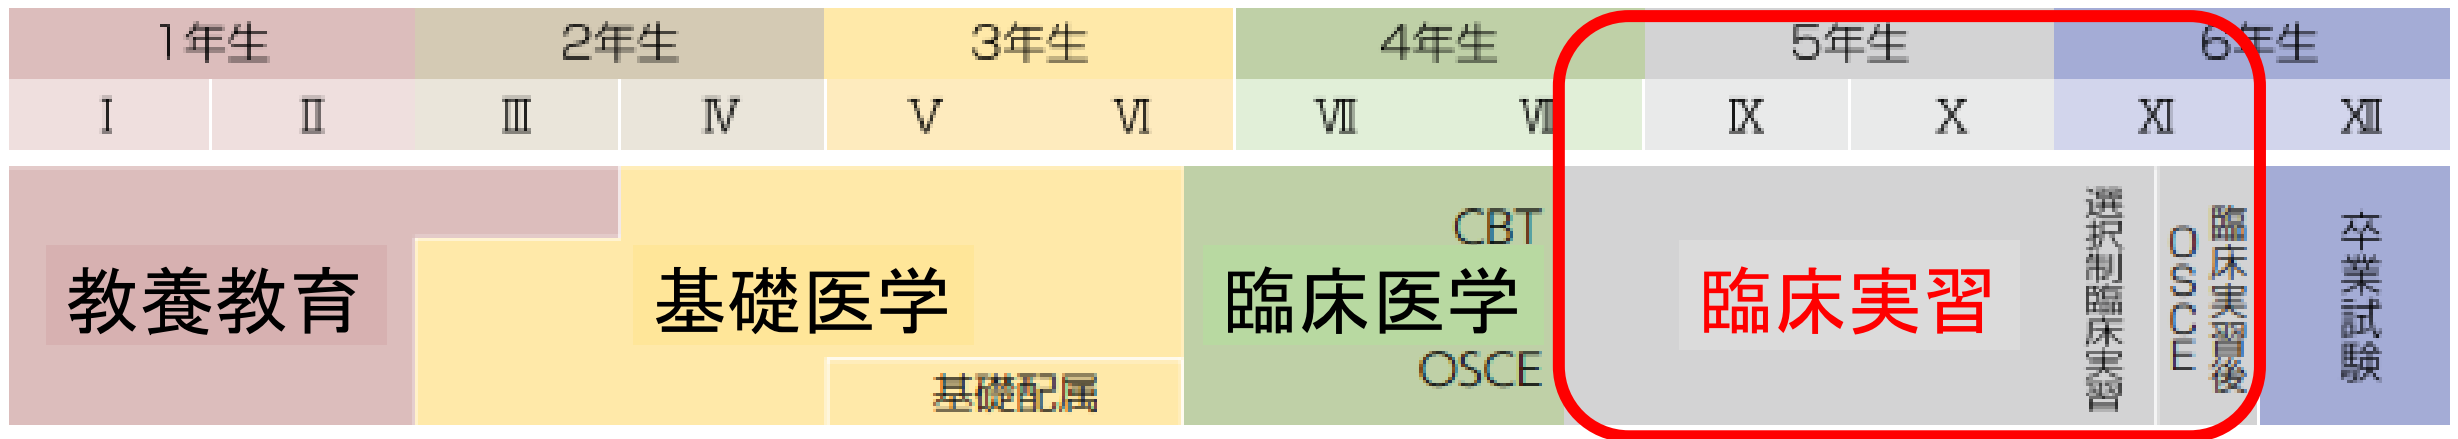 1年生 2年生 3年生 4年生 5年生 6年生
Ⅰ Ⅱ Ⅲ Ⅳ Ⅴ Ⅵ Ⅶ Ⅷ Ⅸ Ⅹ Ⅺ Ⅻ
教養教育
基礎医学
基礎配属
CBT
臨床医学
OSCE
臨床実習
選択制臨床実習
臨床実習後
OSCE
卒業試験